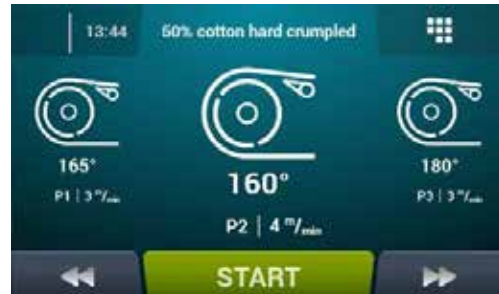 13:44
50% cotton hard crumpled
165°
P1 | 3 m/min
160°
P2 | 4 m/min
180°
P3 | 3 m/min
START